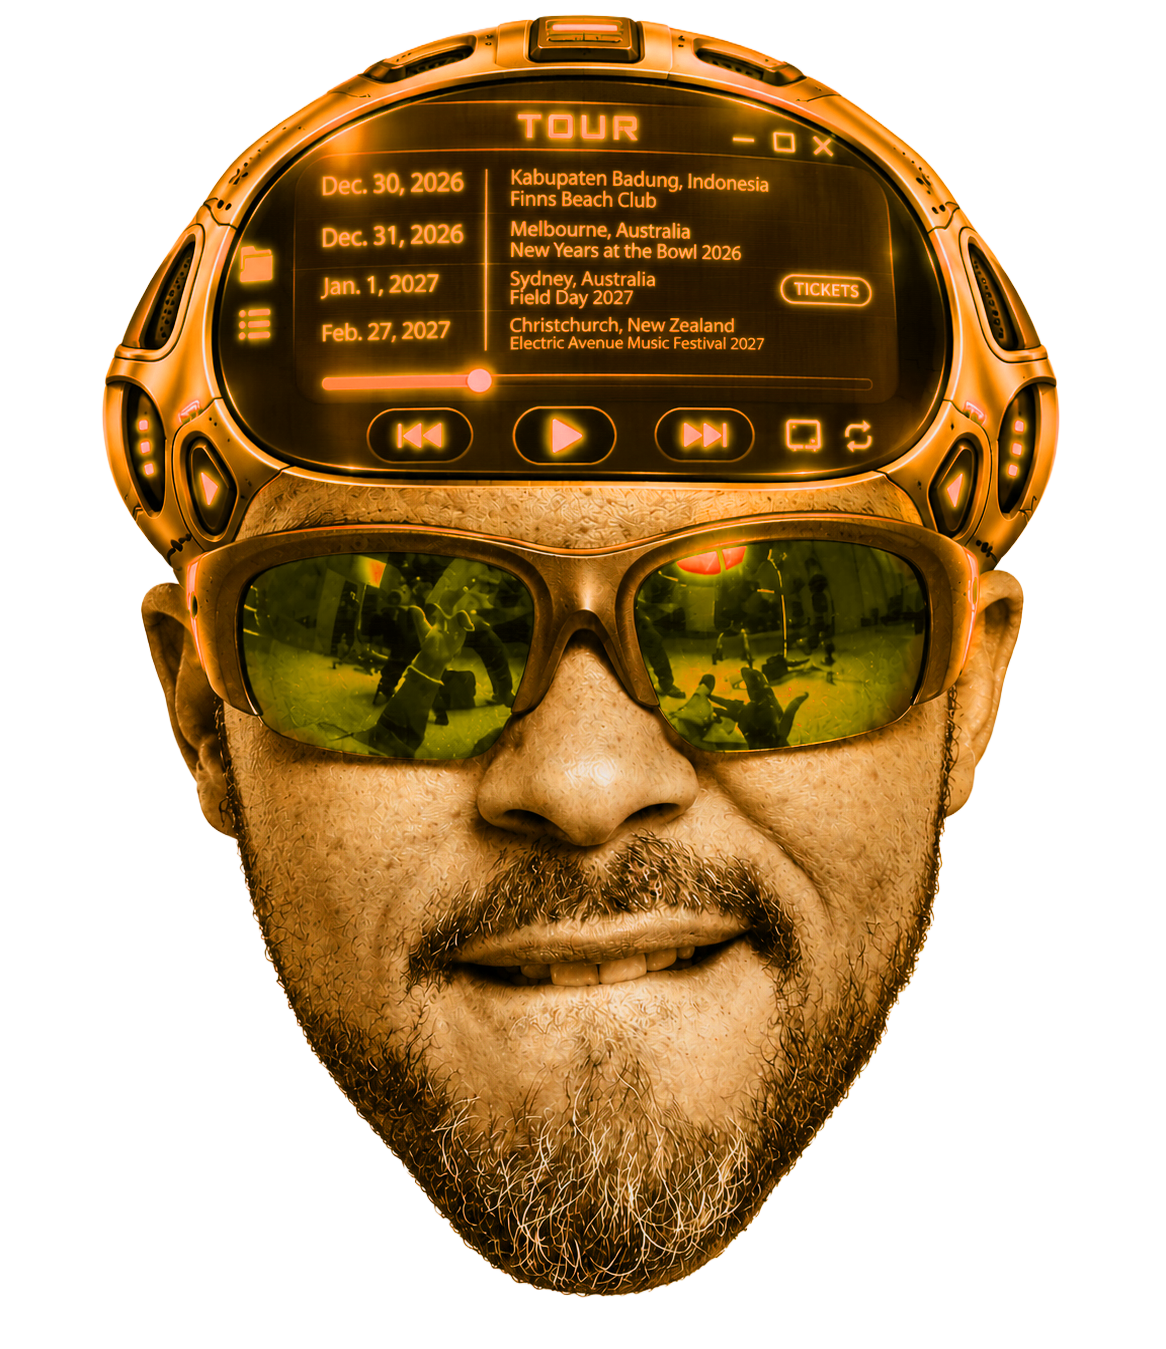 TOUR
Dec. 30, 2026
Kabupaten Badung, Indonesia
Finns Beach Club
Dec. 31, 2026
Melbourne, Australia
New Years at the Bowl 2026
Jan. 1, 2027
Sydney, Australia
Field Day 2027
TICKETS
Feb. 27, 2027
Christchurch, New Zealand
Electric Avenue Music Festival 2027